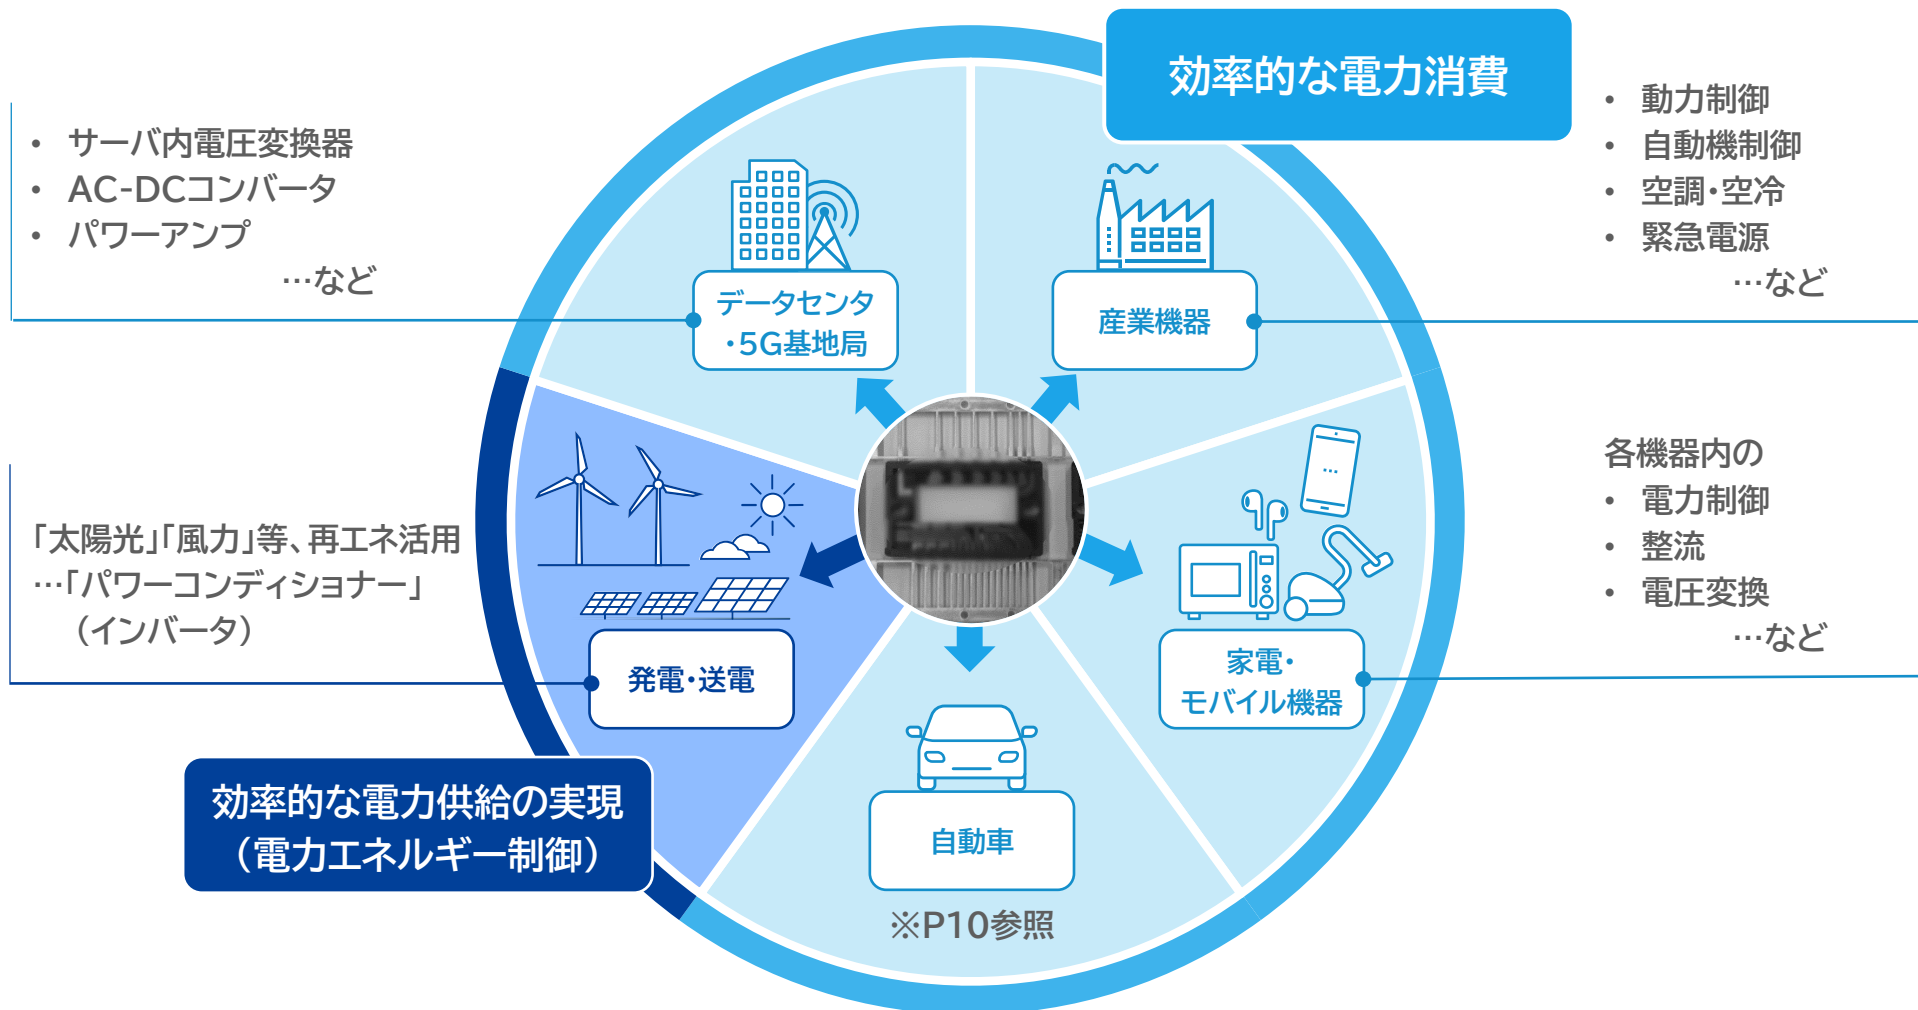 効率的な電力消費
• サーバ内電圧変換器
• AC-DCコンバータ
• パワーアンプ
…など
データセンタ
・5G基地局
• 動力制御
• 自動機制御
• 空調・空冷
• 緊急電源
…など
産業機器
「太陽光」「風力」等、再エネ活用
…「パワーコンディショナー」
（インバータ）
発電・送電
各機器内の
• 電力制御
• 整流
• 電圧変換
…など
家電・
モバイル機器
効率的な電力供給の実現
（電力エネルギー制御）
自動車
※P10参照